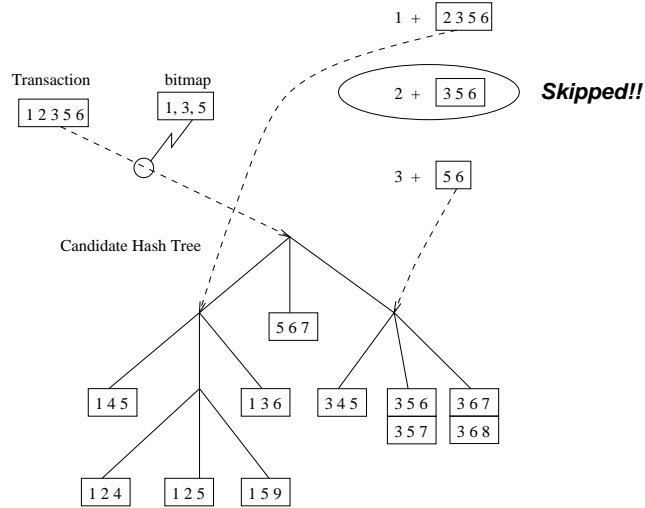 1 + 2 3 5 6
Transaction
bitmap
2 + 3 5 6
Skipped!!
1 2 3 5 6
1, 3, 5
3 + 5 6
Candidate Hash Tree
5 6 7
1 4 5
1 3 6
3 4 5
3 5 6
3 6 7
3 5 7
3 6 8
1 2 4
1 2 5
1 5 9